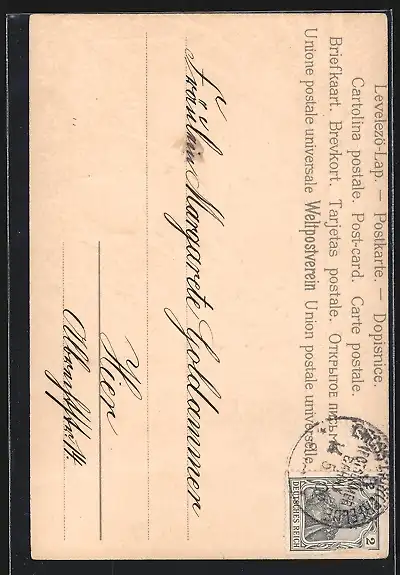 Levelező-Lap. — Postkarte. — Dopisnice.
Cartolina postale. Post-card. Carte postale.
Briefkaart. Brevkort. Tarjetas postale. Открытое письмо
Unione postale universale Weltpostverein Union postale universelle.
2
DEUTSCHES REICH
Fräulein Margarete Goldammer
Hier